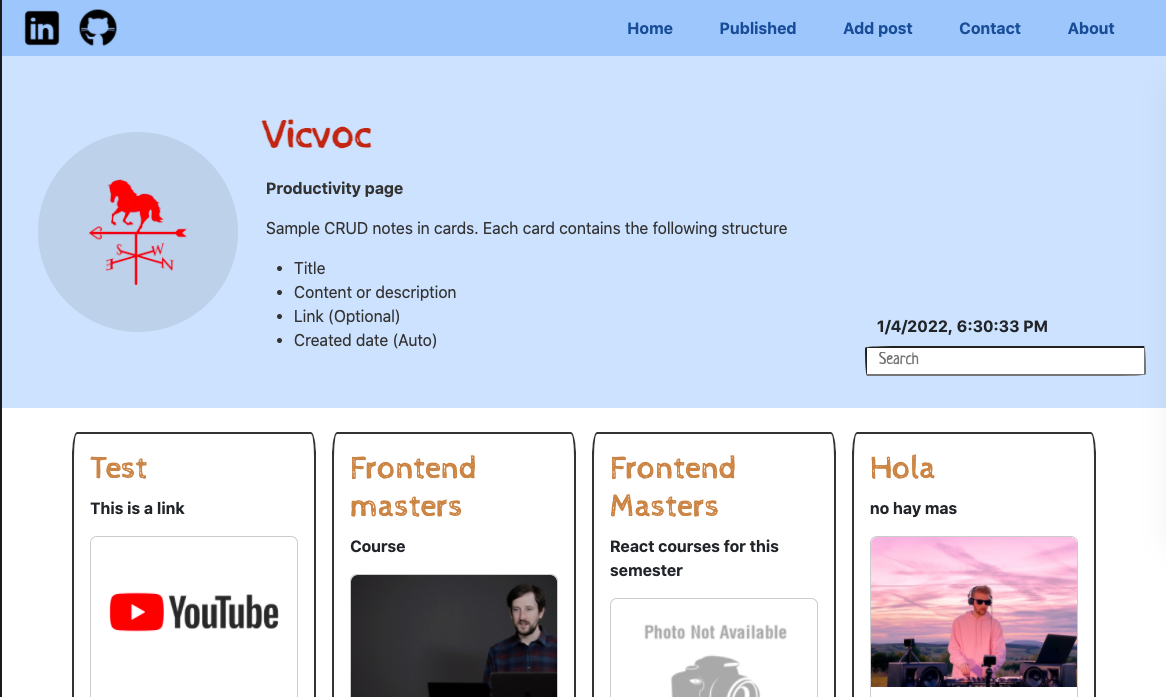 in
Home Published Add post Contact About
Vicvoc
Productivity page
Sample CRUD notes in cards. Each card contains the following structure
S W
E N
Title
Content or description
Link (Optional)
Created date (Auto)
1/4/2022, 6:30:33 PM
Search
Test
This is a link
YouTube
Frontend
masters
Course
Frontend
Masters
React courses for this
semester
Photo Not Available
Hola
no hay mas